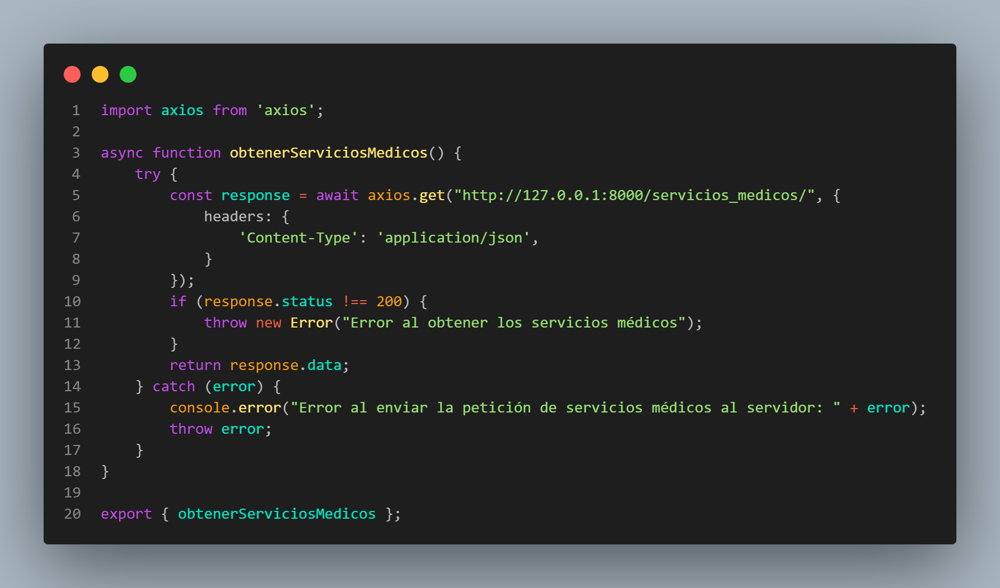 1 import axios from 'axios';
2
3 async function obtenerServiciosMedicos() {
4     try {
5         const response = await axios.get("http://127.0.0.1:8000/servicios_medicos/", {
6             headers: {
7                 'Content-Type': 'application/json',
8             }
9         });
10         if (response.status !== 200) {
11             throw new Error("Error al obtener los servicios médicos");
12         }
13         return response.data;
14     } catch (error) {
15         console.error("Error al enviar la petición de servicios médicos al servidor: " + error);
16         throw error;
17     }
18 }
19
20 export { obtenerServiciosMedicos };